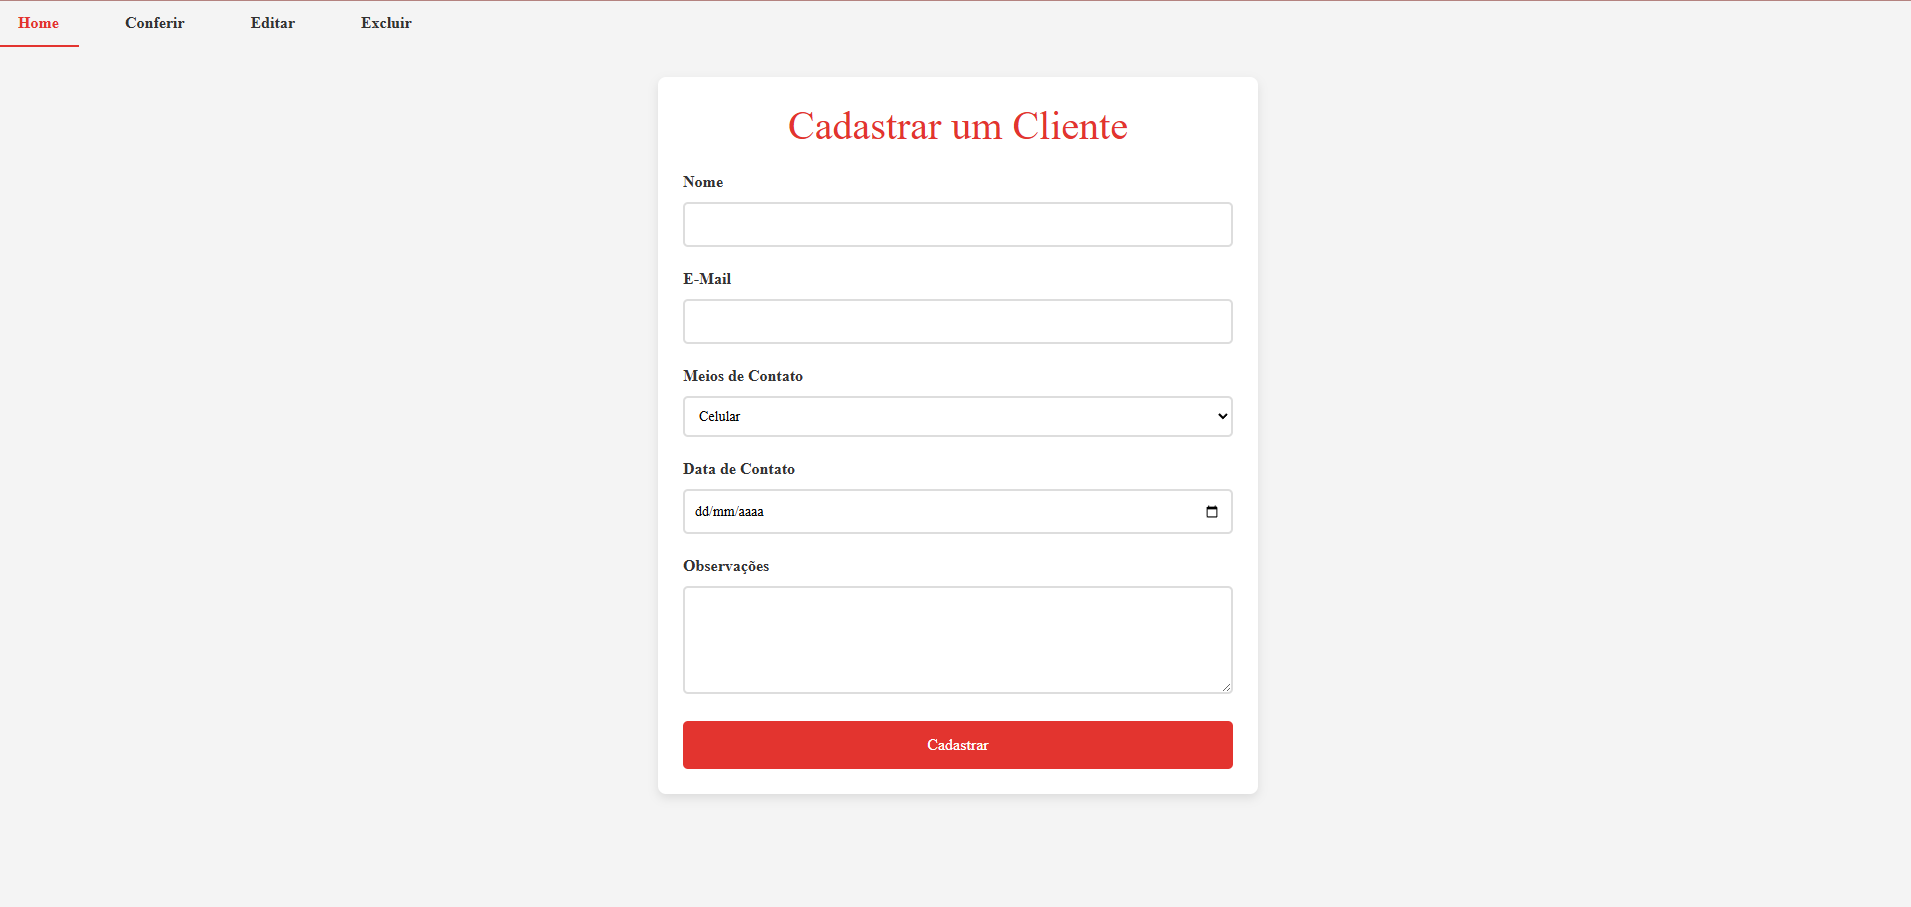 Home Conferir Editar Excluir
Cadastrar um Cliente
Nome
E-Mail
Meios de Contato
Celular
Data de Contato
dd/mm/aaaa
Observações
Cadastrar